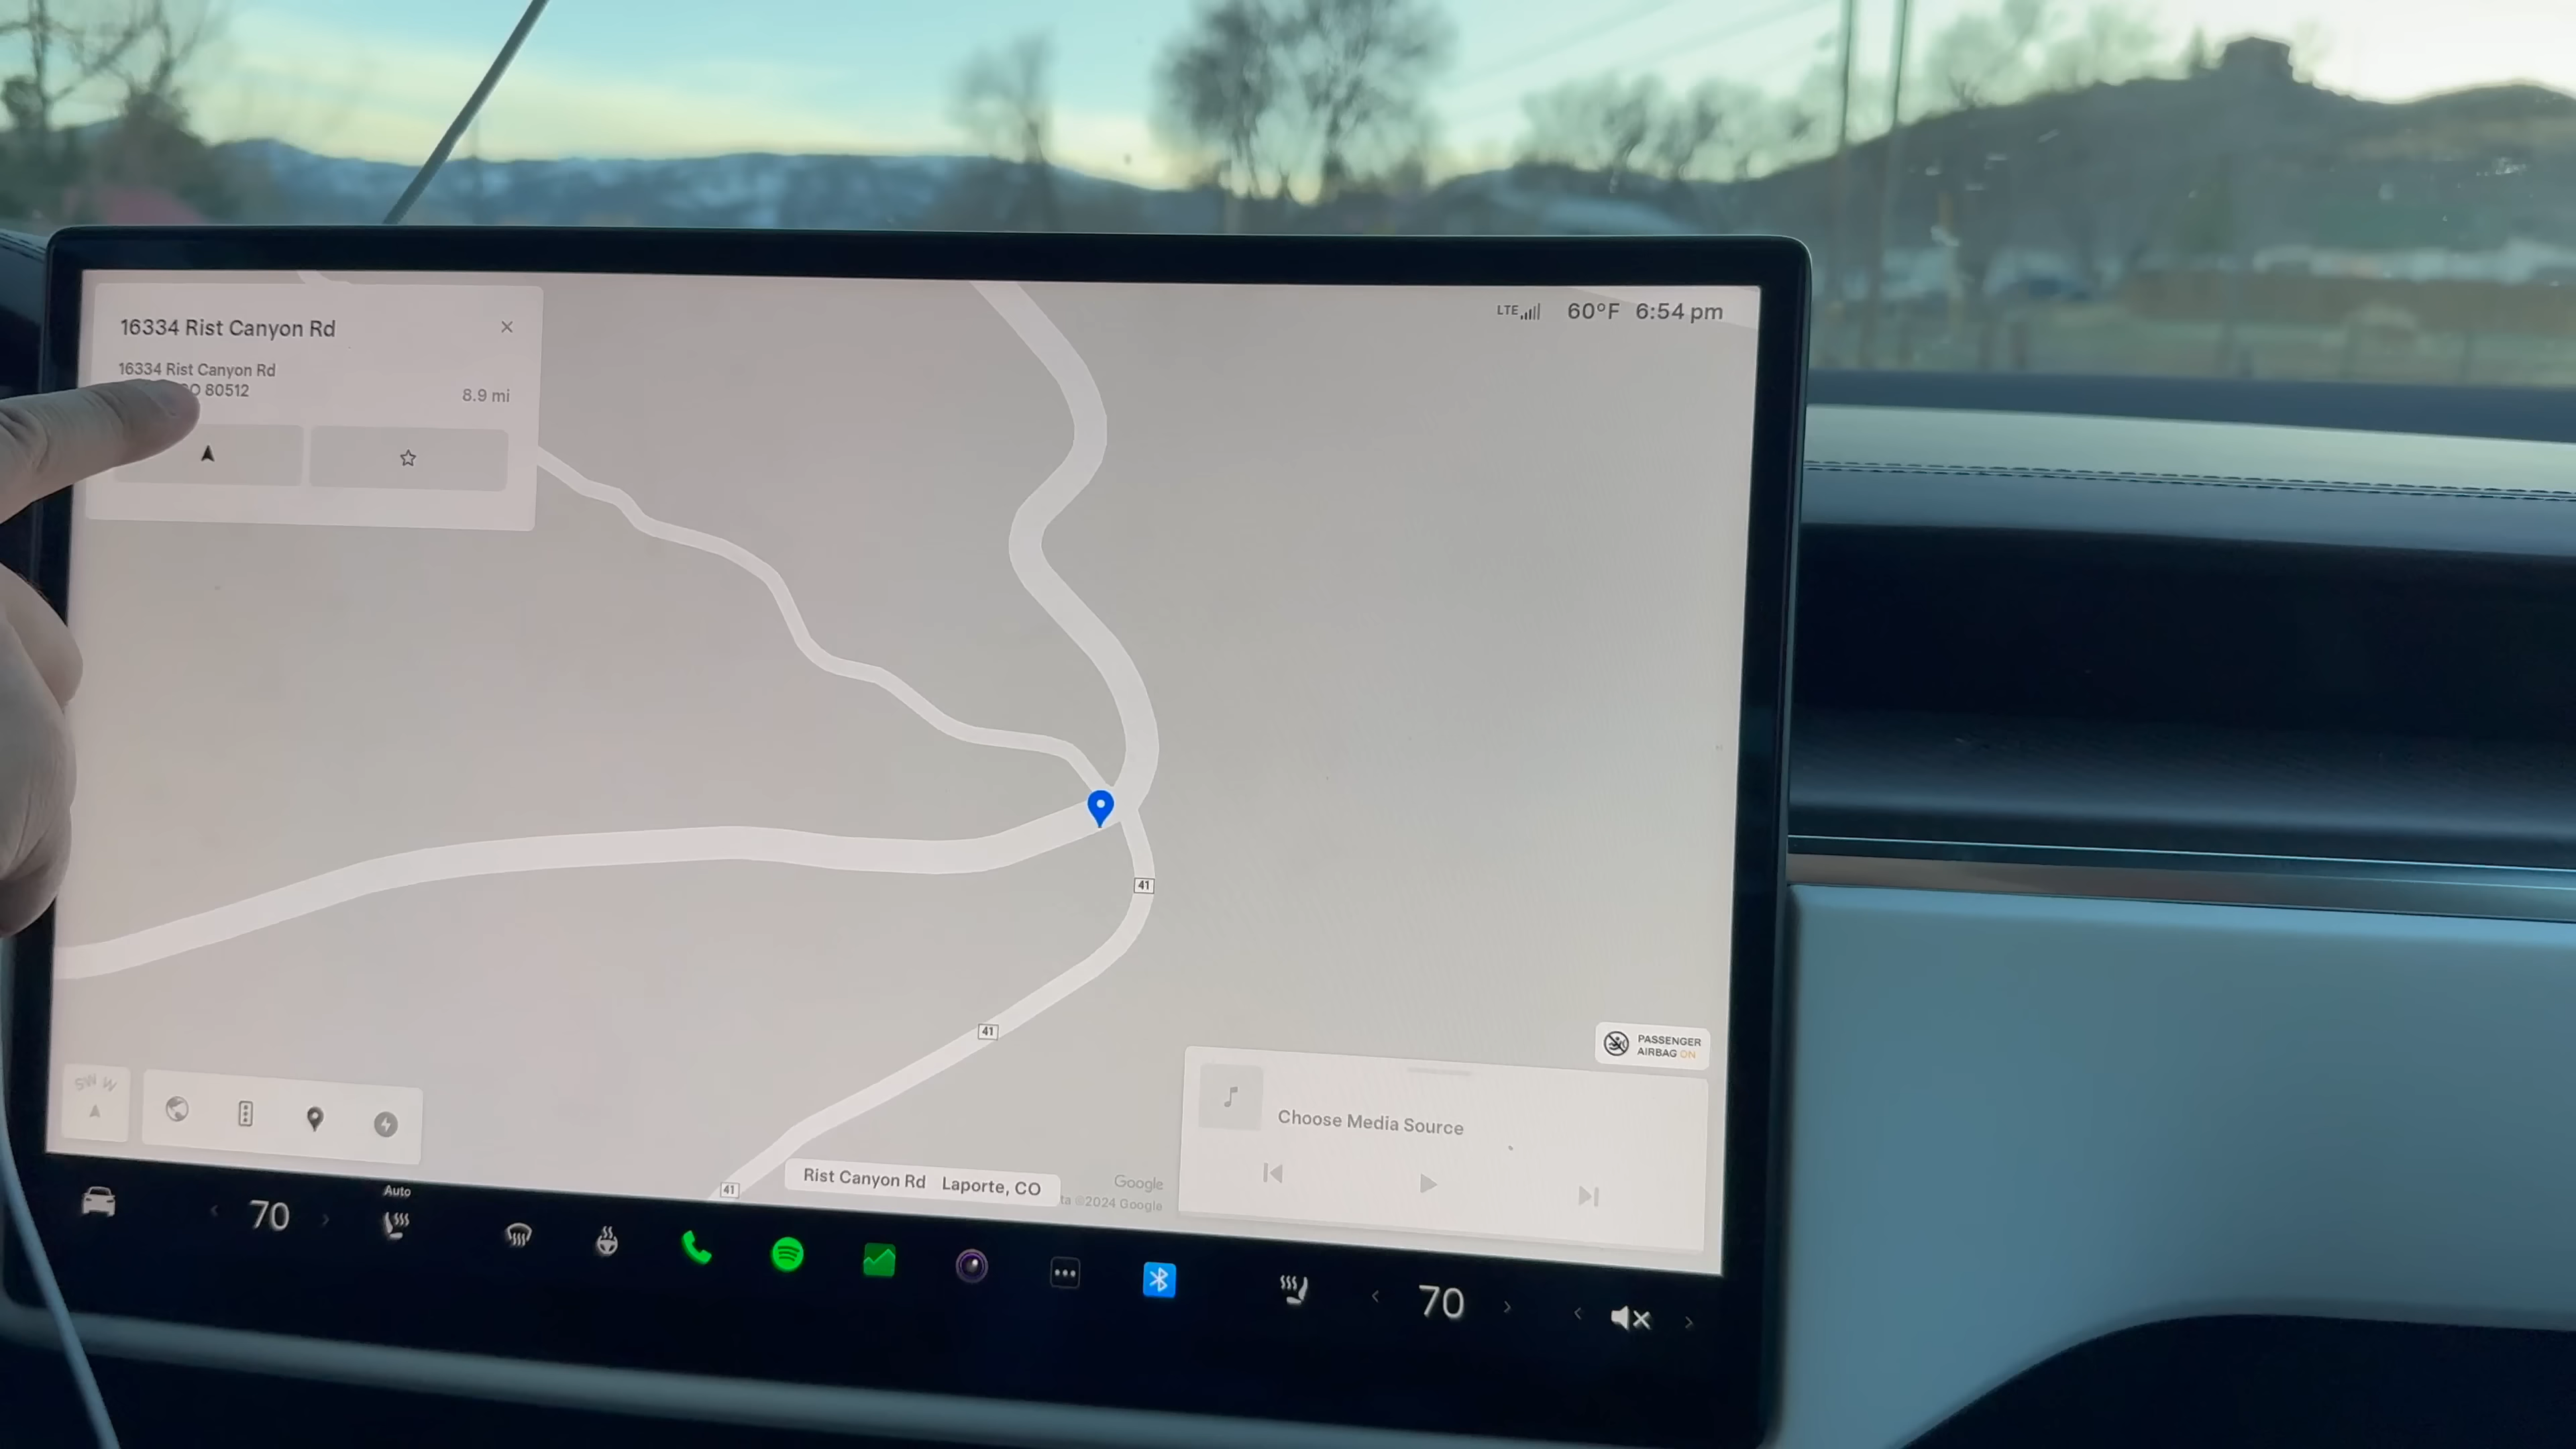 16334 Rist Canyon Rd
16334 Rist Canyon Rd
80512
8.9 mi
LTE 60°F 6:54 pm
41
41
41
PASSENGER
AIRBAG ON
SW W
Choose Media Source
Rist Canyon Rd Laporte, CO
Google
©2024 Google
Auto
70
70